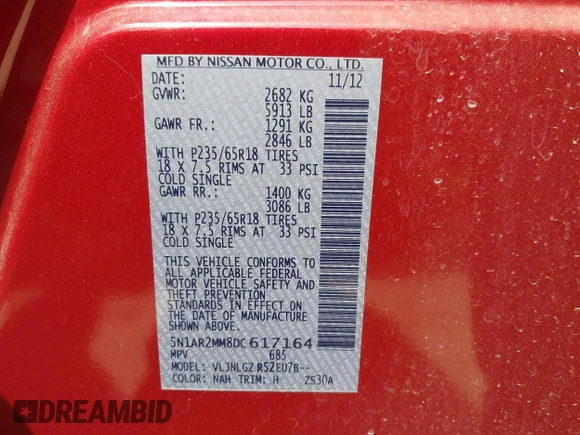 MFD BY NISSAN MOTOR CO., LTD.
DATE: 11/12
GVWR: 2682 KG
5913 LB
GAWR FR.: 1291 KG
2846 LB
WITH P235/65R18 TIRES
18 X 7.5 RIMS AT 33 PSI
COLD SINGLE
GAWR RR.: 1400 KG
3086 LB
WITH P235/65R18 TIRES
18 X 7.5 RIMS AT 33 PSI
COLD SINGLE
THIS VEHICLE CONFORMS TO
ALL APPLICABLE FEDERAL
MOTOR VEHICLE SAFETY AND
THEFT PREVENTION
STANDARDS IN EFFECT ON
THE DATE OF MANUFACTURE
SHOWN ABOVE.
5N1AR2MM8DC617164
MPV 685
MODEL: VLJNLGZ R52EU7B--
COLOR: NAH TRIM: H ZS30A
DREAMBID